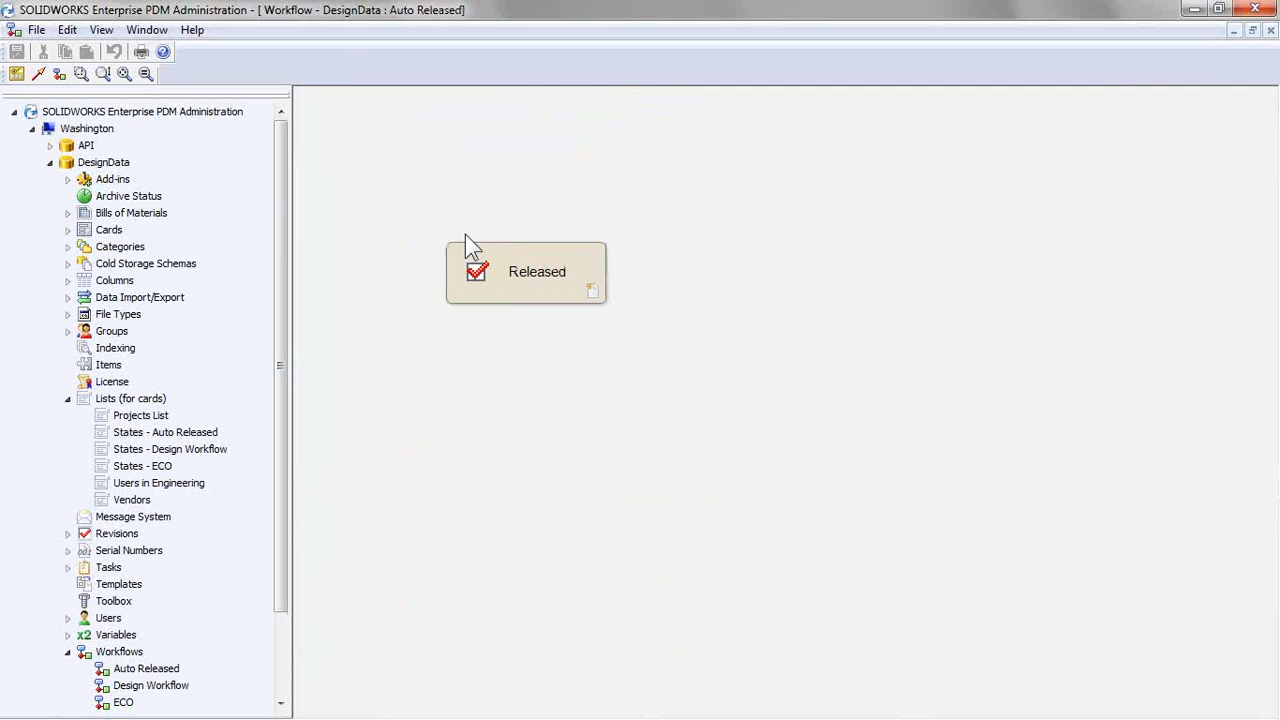 SOLIDWORKS Enterprise PDM Administration - [ Workflow - DesignData : Auto Released]
File Edit View Window Help
SOLIDWORKS Enterprise PDM Administration
Washington
API
DesignData
Add-ins
Archive Status
Bills of Materials
Cards
Categories
Cold Storage Schemas
Columns
Data Import/Export
File Types
Groups
Indexing
Items
License
Lists (for cards)
Projects List
States - Auto Released
States - Design Workflow
States - ECO
Users in Engineering
Vendors
Message System
Revisions
Serial Numbers
Tasks
Templates
Toolbox
Users
x2 Variables
Workflows
Auto Released
Design Workflow
ECO
Released